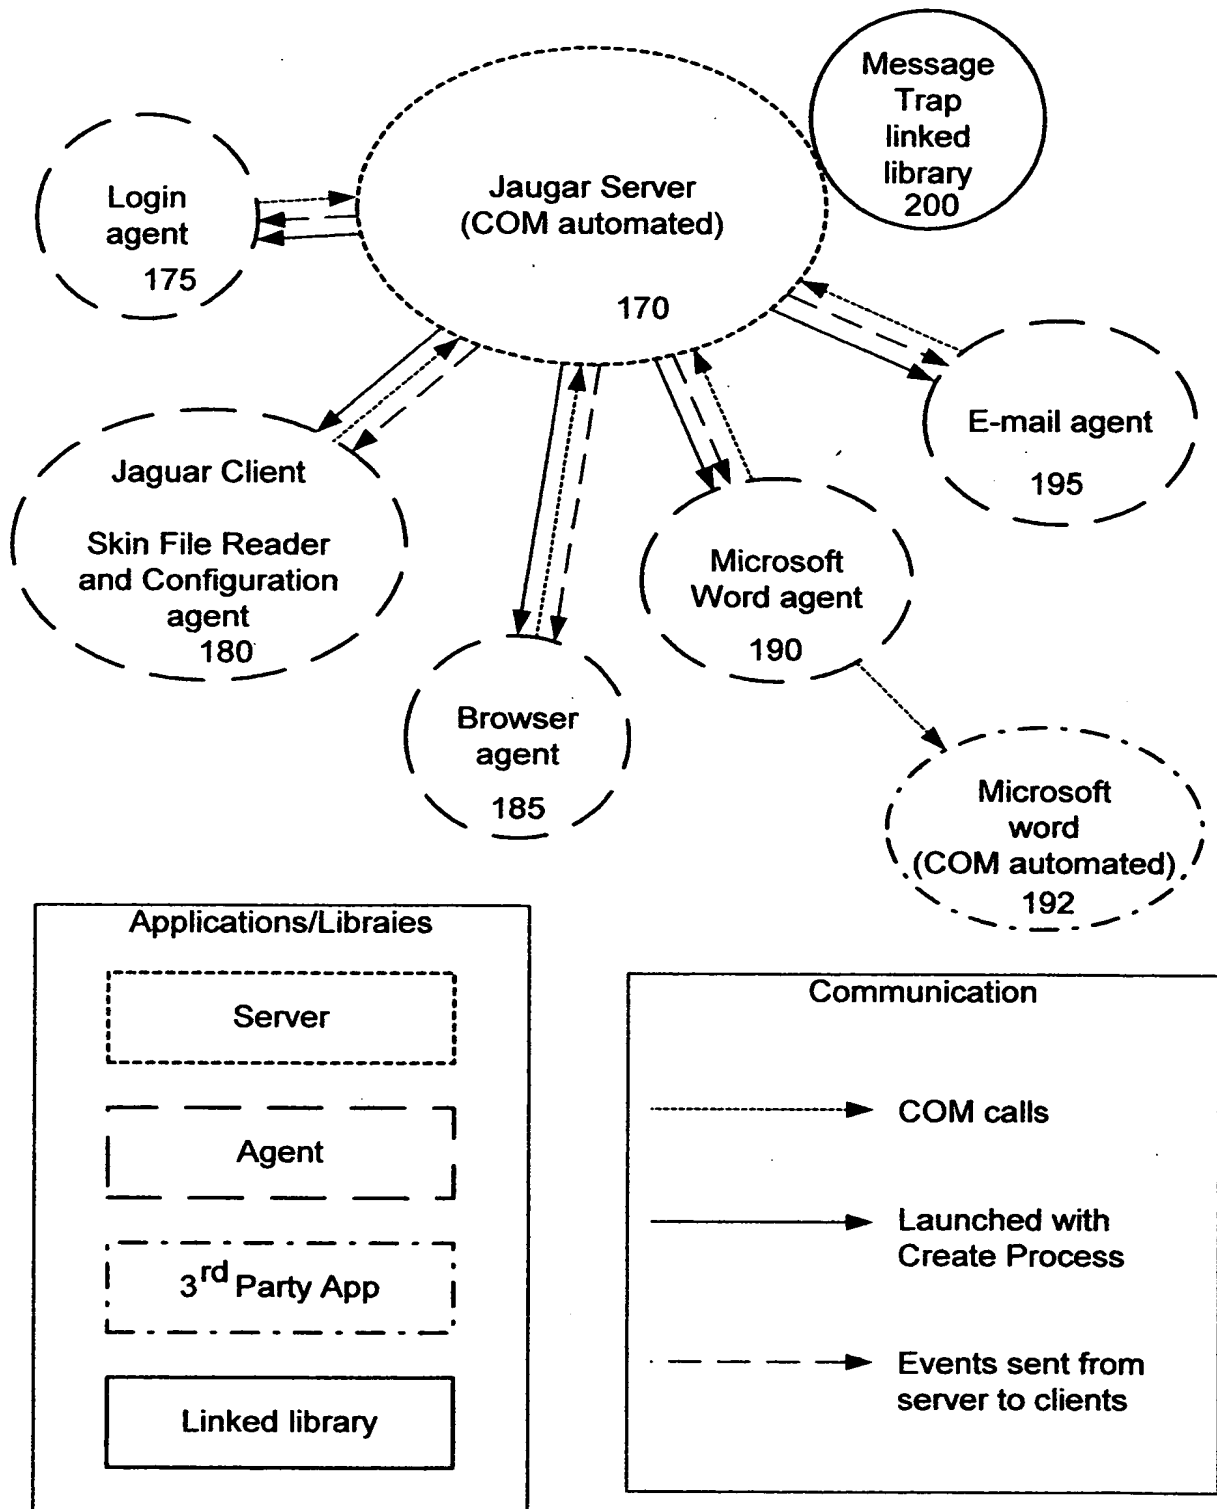 Message
Trap
linked
library
200
Login
agent
175
Jaugar Server
(COM automated)
170
E-mail agent
195
Jaguar Client
Skin File Reader
and Configuration
agent
180
Microsoft
Word agent
190
Browser
agent
185
Microsoft
word
(COM automated)
192
Applications/Libraies
Server
Agent
3rd Party App
Linked library
Communication
COM calls
Launched with
Create Process
Events sent from
server to clients